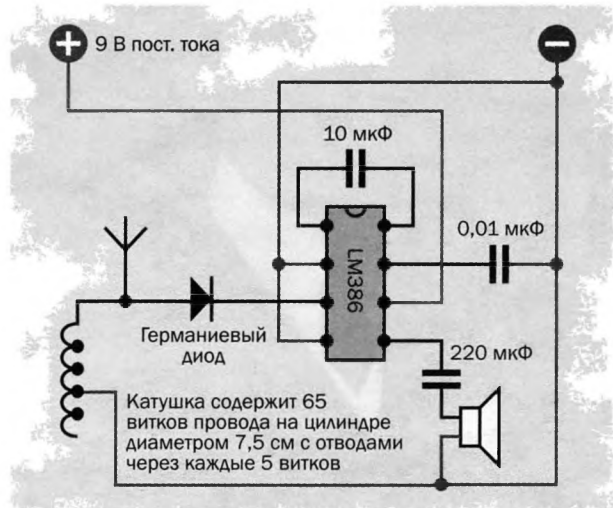 9 В пост. тока
10 мкФ
0,01 мкФ
LM386
Германиевый
диод
220 мкФ
Катушка содержит 65
витков провода на цилиндре
диаметром 7,5 см с отводами
через каждые 5 витков